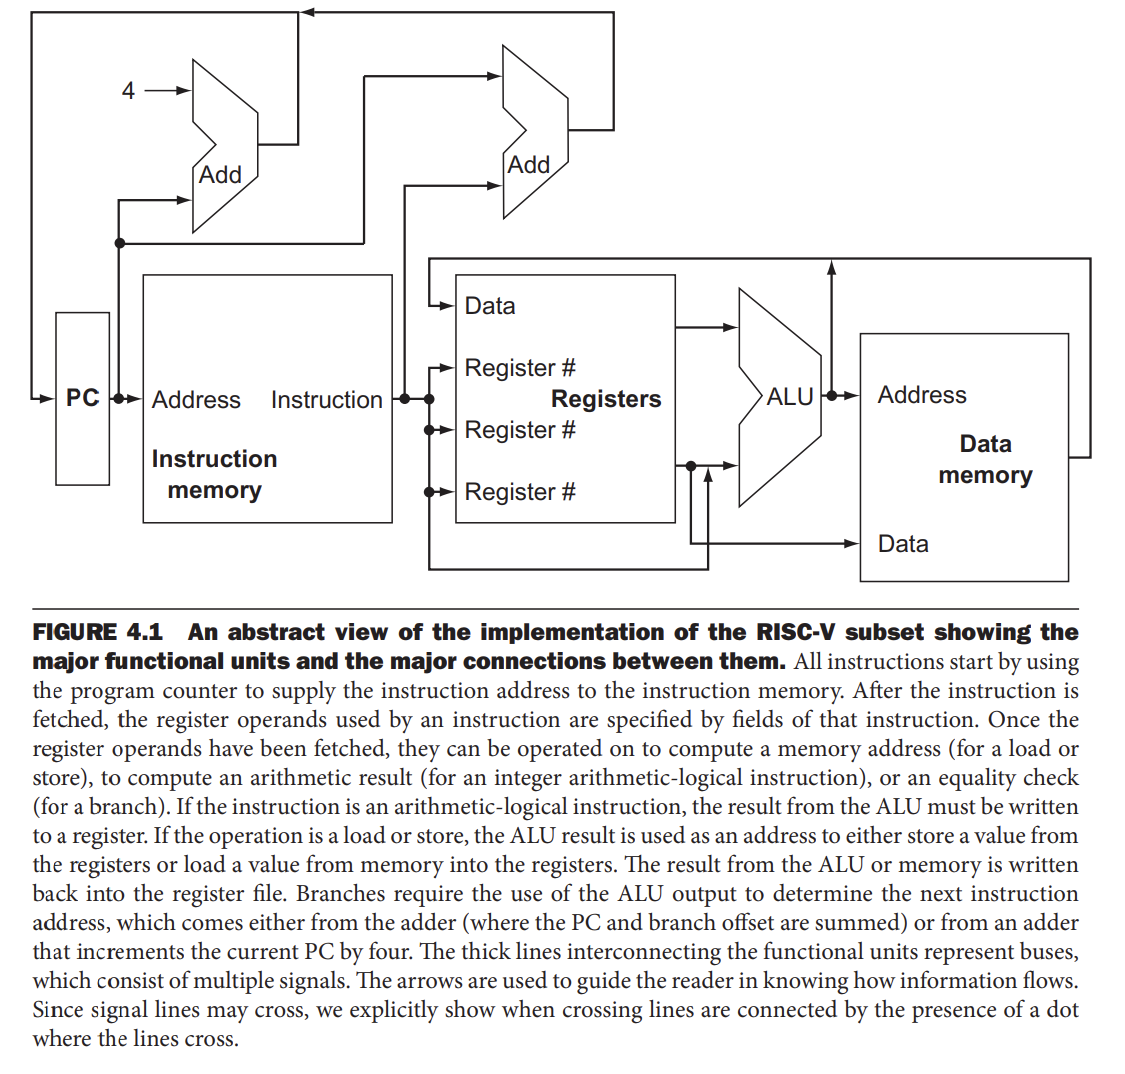 4
Add
Add
Data
Register #
Registers
Register #
Register #
PC
Address
Instruction
Instruction
memory
ALU
Address
Data
memory
Data
FIGURE 4.1 An abstract view of the implementation of the RISC-V subset showing the
major functional units and the major connections between them. All instructions start by using
the program counter to supply the instruction address to the instruction memory. After the instruction is
fetched, the register operands used by an instruction are specified by fields of that instruction. Once the
register operands have been fetched, they can be operated on to compute a memory address (for a load or
store), to compute an arithmetic result (for an integer arithmetic-logical instruction), or an equality check
(for a branch). If the instruction is an arithmetic-logical instruction, the result from the ALU must be written
to a register. If the operation is a load or store, the ALU result is used as an address to either store a value from
the registers or load a value from memory into the registers. The result from the ALU or memory is written
back into the register file. Branches require the use of the ALU output to determine the next instruction
address, which comes either from the adder (where the PC and branch offset are summed) or from an adder
that increments the current PC by four. The thick lines interconnecting the functional units represent buses,
which consist of multiple signals. The arrows are used to guide the reader in knowing how information flows.
Since signal lines may cross, we explicitly show when crossing lines are connected by the presence of a dot
where the lines cross.